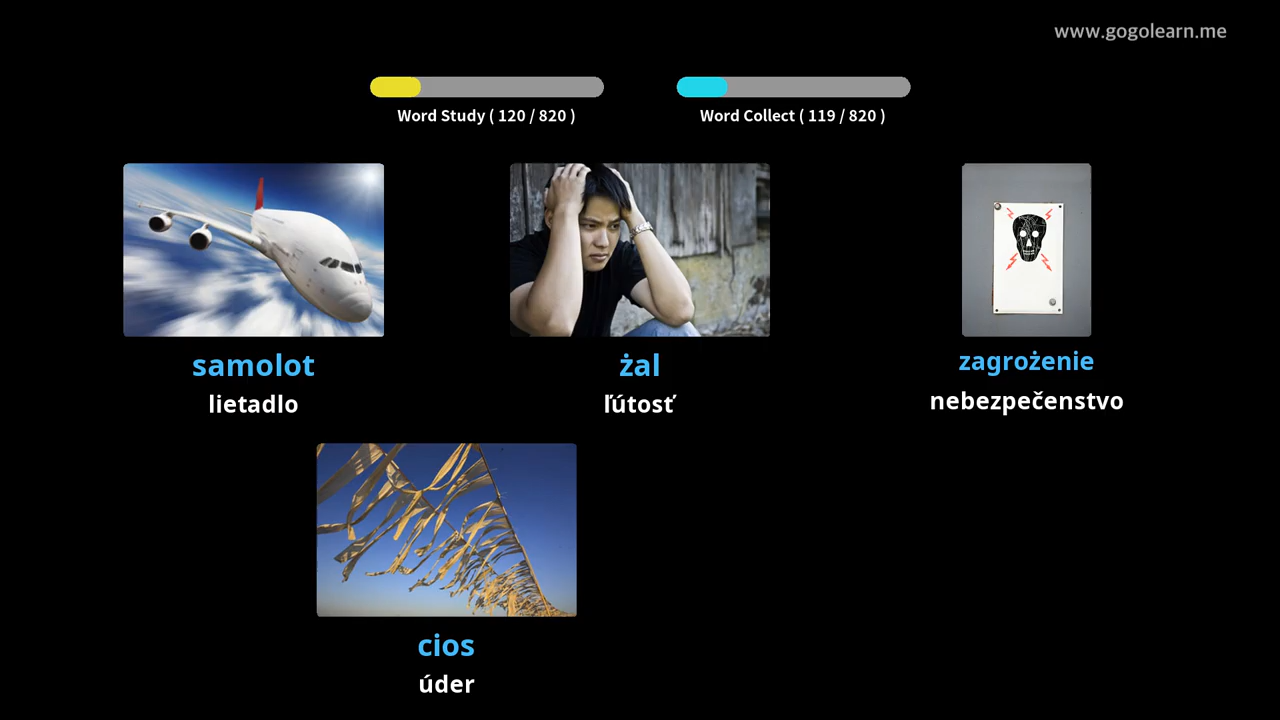 www.gogolearn.me
Word Study ( 120 / 820 )
Word Collect ( 119 / 820 )
samolot
lietadlo
żal
ľútosť
zagrożenie
nebezpečenstvo
cios
úder